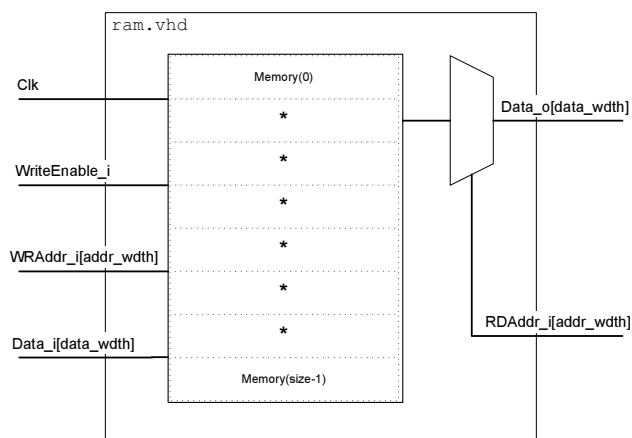 ram.vhd
Memory(0)
Clk
Data_o[data_wdth]
*
*
WriteEnable_i
*
*
WRAddr_i[addr_wdth]
*
RDAddr_i[addr_wdth]
*
Data_i[data_wdth]
Memory(size-1)